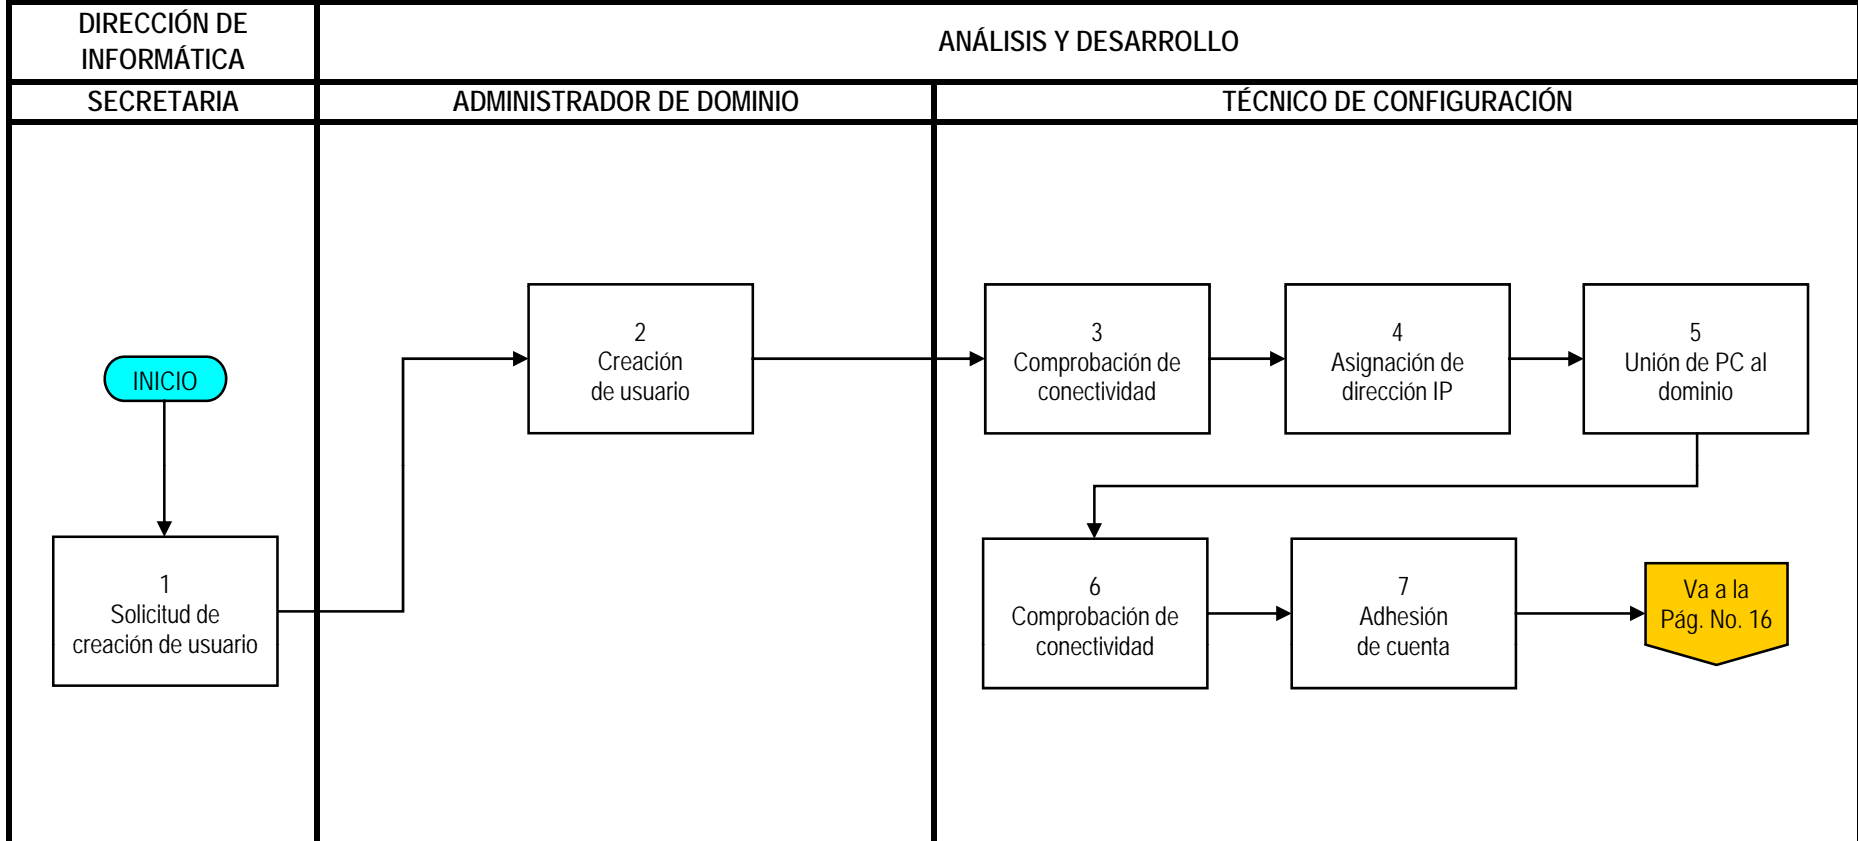 DIRECCIÓN DE
INFORMÁTICA
ANÁLISIS Y DESARROLLO
SECRETARIA
ADMINISTRADOR DE DOMINIO
TÉCNICO DE CONFIGURACIÓN
INICIO
1
Solicitud de
creación de usuario
2
Creación
de usuario
3
Comprobación de
conectividad
4
Asignación de
dirección IP
5
Unión de PC al
dominio
6
Comprobación de
conectividad
7
Adhesión
de cuenta
Va a la
Pág. No. 16